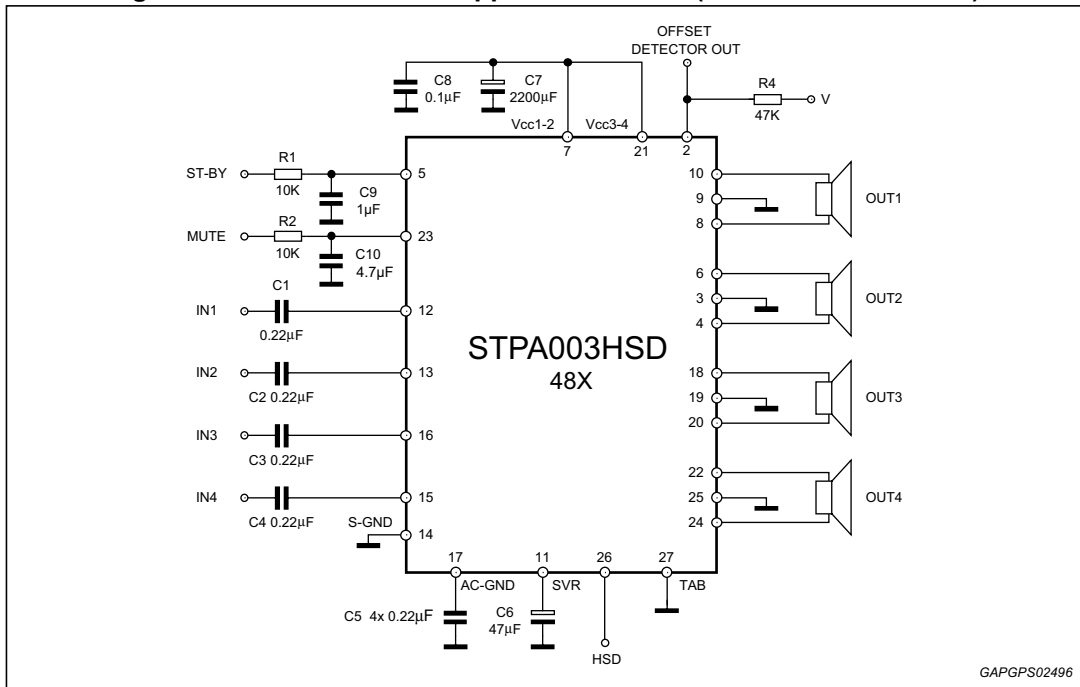 OFFSET
DETECTOR OUT
C8
0.1µF
C7
2200µF
R4
47K
V
Vcc1-2
Vcc3-4
7
21
2
ST-BY
R1
10K
5
C9
1µF
MUTE
R2
10K
23
C10
4.7µF
IN1
C1
0.22µF
12
IN2
C2 0.22µF
13
IN3
C3 0.22µF
16
IN4
C4 0.22µF
15
S-GND
14
STPA003HSD
48X
10
9
8
OUT1
6
3
4
OUT2
18
19
20
OUT3
22
25
24
OUT4
17
11
26
27
AC-GND
SVR
TAB
C5 4x 0.22µF
C6
47µF
HSD
GAPGPS02496